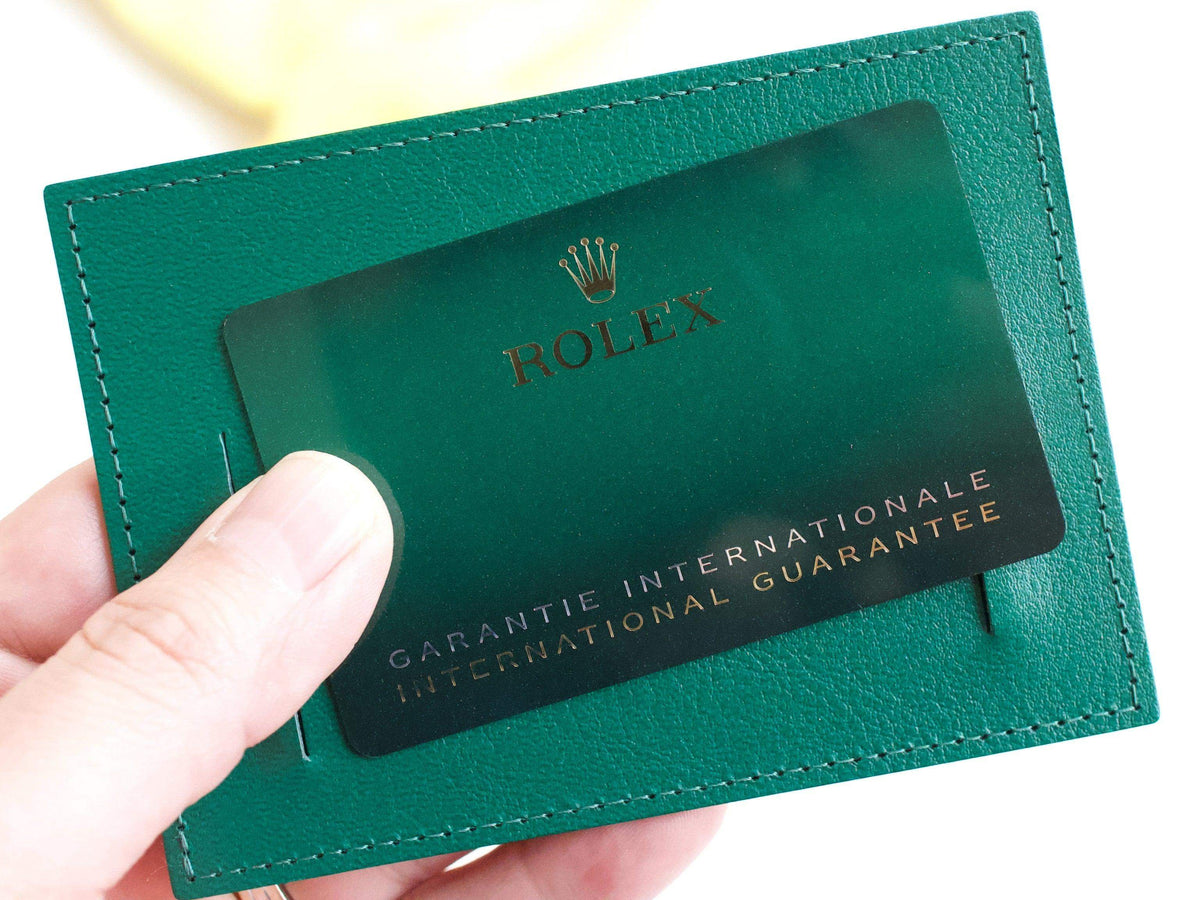 ROLEX
GARANTIE INTERNATIONALE
INTERNATIONAL GUARANTEE